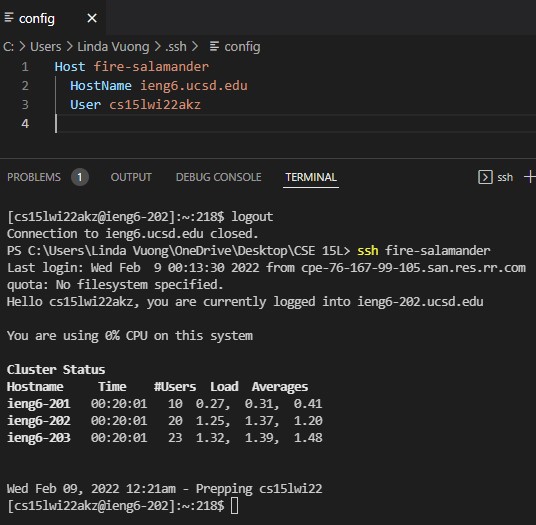 config
C: > Users > Linda Vuong > .ssh > config
1 Host fire-salamander
2 HostName ieng6.ucsd.edu
3 User cs15lwi22akz
4
PROBLEMS 1 OUTPUT DEBUG CONSOLE TERMINAL ssh
[cs15lwi22akz@ieng6-202]:~:218$ logout
Connection to ieng6.ucsd.edu closed.
PS C:\Users\Linda Vuong\OneDrive\Desktop\CSE 15L> ssh fire-salamander
Last login: Wed Feb  9 00:13:30 2022 from cpe-76-167-99-105.san.res.rr.com
quota: No filesystem specified.
Hello cs15lwi22akz, you are currently logged into ieng6-202.ucsd.edu
You are using 0% CPU on this system
Cluster Status
Hostname     Time    #Users  Load  Averages
ieng6-201   00:20:01   10  0.27,  0.31,  0.41
ieng6-202   00:20:01   20  1.25,  1.37,  1.20
ieng6-203   00:20:01   23  1.32,  1.39,  1.48
Wed Feb 09, 2022 12:21am - Prepping cs15lwi22
[cs15lwi22akz@ieng6-202]:~:218$